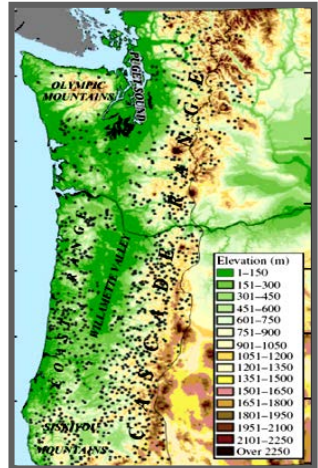 OLYMPIC
MOUNTAINS
PUGET SOUND
CASCADE RANGE
COAST RANGE
WILLAMETTE VALLEY
SISKIYOU
MOUNTAINS
Elevation (m)
1–150
151–300
301–450
451–600
601–750
751–900
901–1050
1051–1200
1201–1350
1351–1500
1501–1650
1651–1800
1801–1950
1951–2100
2101–2250
Over 2250